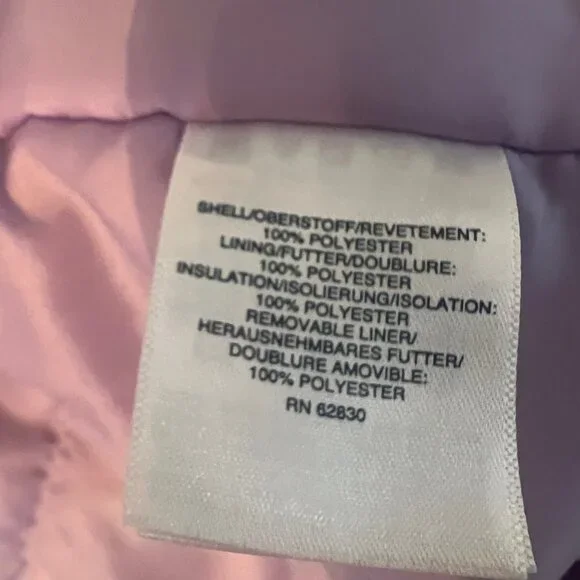 SHELL/OBERSTOFF/REVETEMENT:
100% POLYESTER
LINING/FUTTER/DOUBLURE:
100% POLYESTER
INSULATION/ISOLIERUNG/ISOLATION:
100% POLYESTER
REMOVABLE LINER/
HERAUSNEHMBARES FUTTER/
DOUBLURE AMOVIBLE:
100% POLYESTER
RN 62830